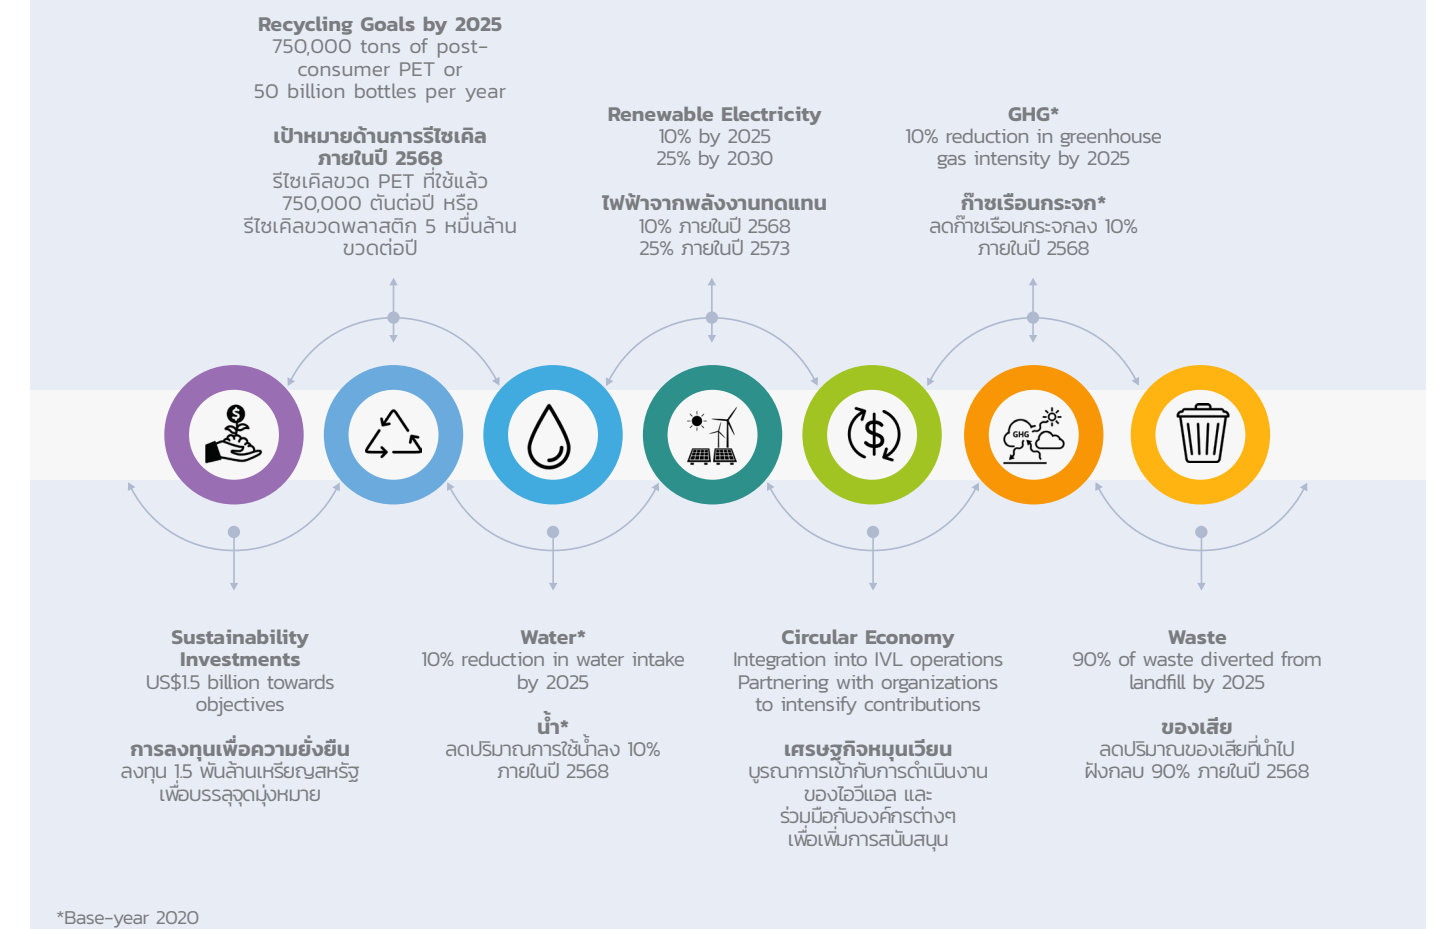 Recycling Goals by 2025
750,000 tons of post-
consumer PET or
50 billion bottles per year
เป้าหมายด้านการรีไซเคิล
ภายในปี 2568
รีไซเคิลขวด PET ที่ใช้แล้ว
750,000 ตันต่อปี หรือ
รีไซเคิลขวดพลาสติก 5 หมื่นล้าน
ขวดต่อปี
Renewable Electricity
10% by 2025
25% by 2030
ไฟฟ้าจากพลังงานทดแทน
10% ภายในปี 2568
25% ภายในปี 2573
GHG*
10% reduction in greenhouse
gas intensity by 2025
ก๊าซเรือนกระจก*
ลดก๊าซเรือนกระจกลง 10%
ภายในปี 2568
$
$
GHG
Sustainability
Investments
US$1.5 billion towards
objectives
การลงทุนเพื่อความยั่งยืน
ลงทุน 1.5 พันล้านเหรียญสหรัฐ
เพื่อบรรลุจุดมุ่งหมาย
Water*
10% reduction in water intake
by 2025
น้ำ*
ลดปริมาณการใช้น้ำลง 10%
ภายในปี 2568
Circular Economy
Integration into IVL operations
Partnering with organizations
to intensify contributions
เศรษฐกิจหมุนเวียน
บูรณาการเข้ากับการดำเนินงาน
ของไอวีแอล และ
ร่วมมือกับองค์กรต่างๆ
เพื่อเพิ่มการสนับสนุน
Waste
90% of waste diverted from
landfill by 2025
ของเสีย
ลดปริมาณของเสียที่นำไป
ฝังกลบ 90% ภายในปี 2568
*Base-year 2020